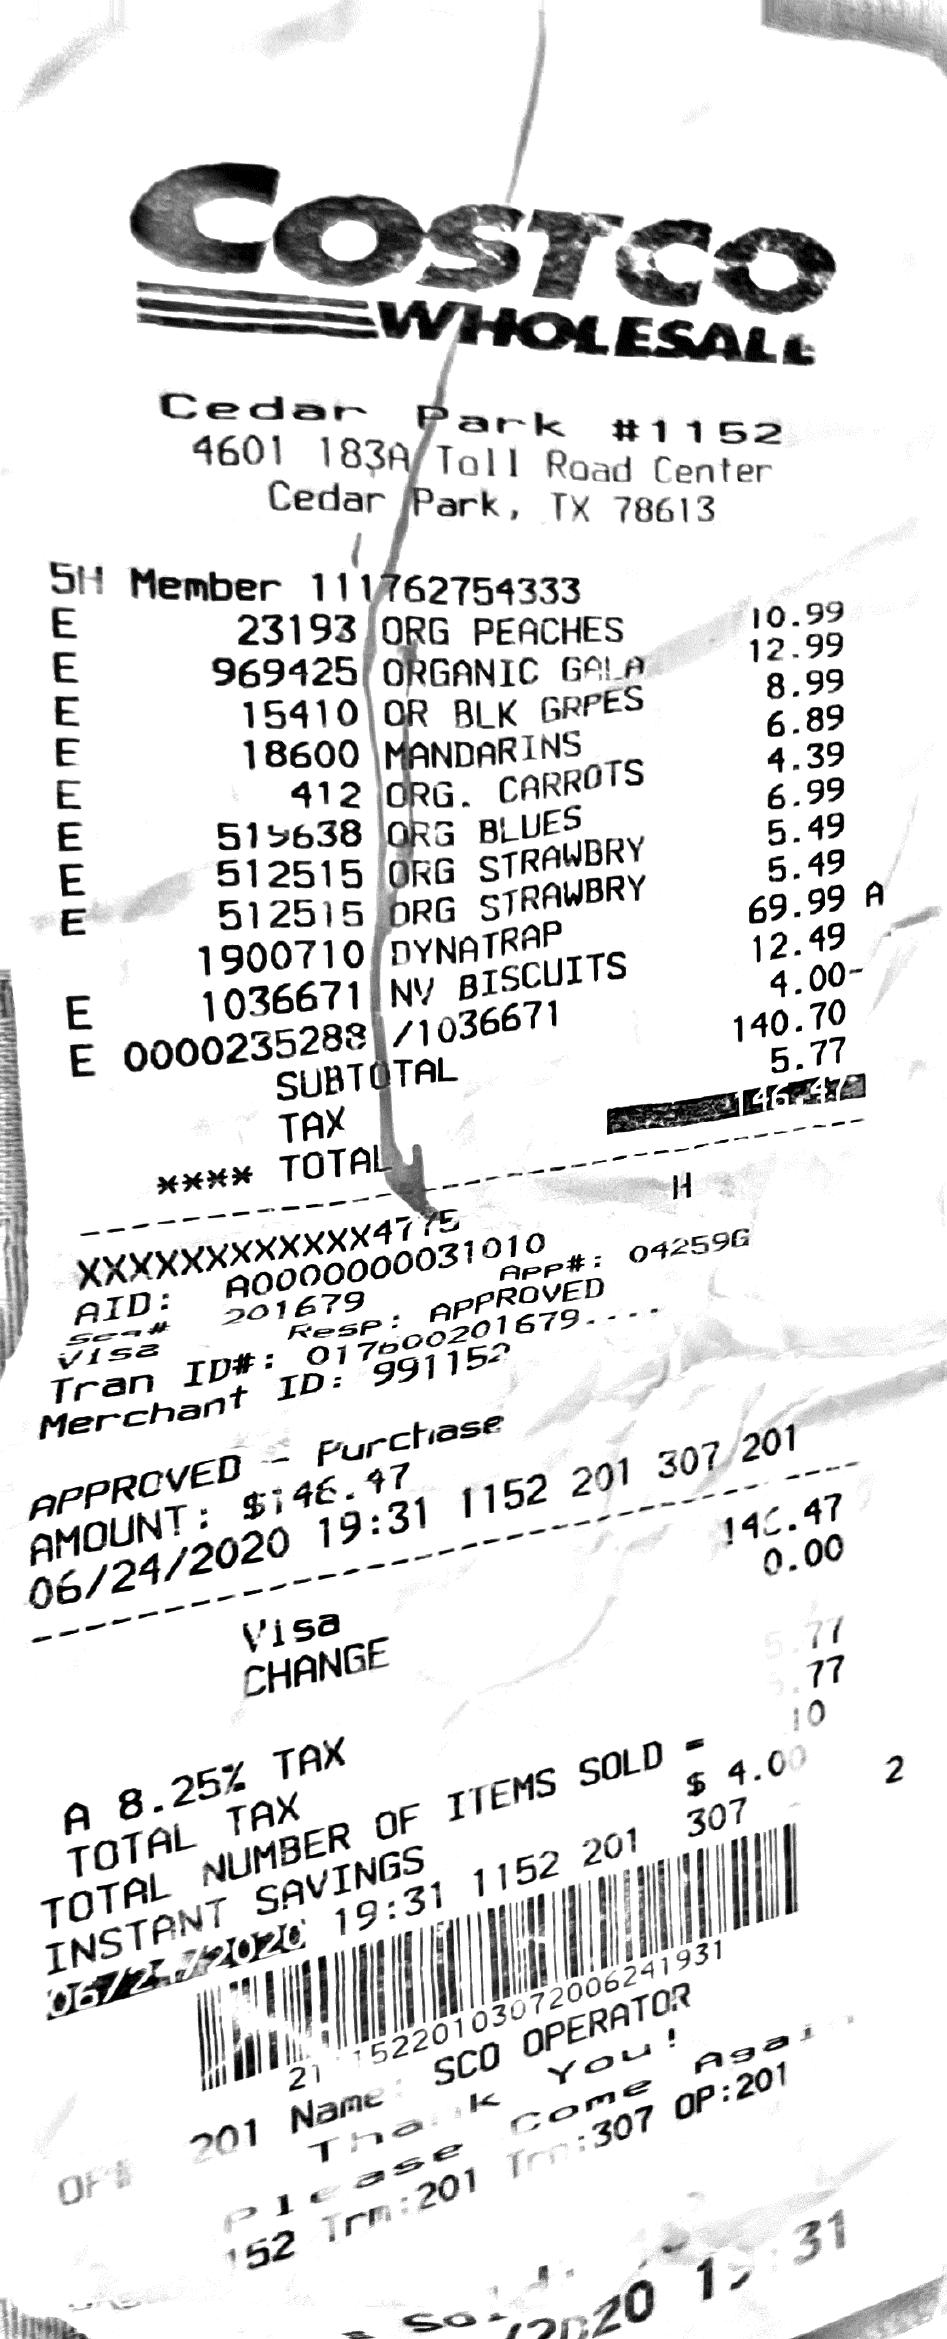 COSTCO
WHOLESALE
Cedar Park #1152
4601 183A Toll Road Center
Cedar Park, TX 78613
5H Member 111762754333
E 23193 ORG PEACHES 10.99
E 969425 ORGANIC GALA 12.99
E 15410 OR BLK GRPES 8.99
E 18600 MANDARINS 6.89
E 412 ORG. CARROTS 4.39
E 519638 ORG BLUES 6.99
E 512515 ORG STRAWBRY 5.49
E 512515 ORG STRAWBRY 5.49
1900710 DYNATRAP 69.99 A
E 1036671 NV BISCUITS 12.49
E 0000235288 /1036671 4.00-
SUBTOTAL 140.70
TAX 5.77
**** TOTAL 146.47
XXXXXXXXXXXX4775 H
AID: A0000000031010
Seq# 201679 App#: 04259G
Visa Resp: APPROVED
Tran ID#: 017600201679....
Merchant ID: 991152
APPROVED - Purchase
AMOUNT: $146.47
06/24/2020 19:31 1152 201 307 201
Visa 146.47
CHANGE 0.00
A 8.25% TAX 5.77
TOTAL TAX 5.77
TOTAL NUMBER OF ITEMS SOLD = 10
INSTANT SAVINGS $ 4.00
06/24/2020 19:31 1152 201 307 2
15220103072006241931
OP# 201 Name: SCO OPERATOR
Thank You!
Please Come Again
152 Trm:201 Trn:307 OP:201
Sold:
/2020 19:31